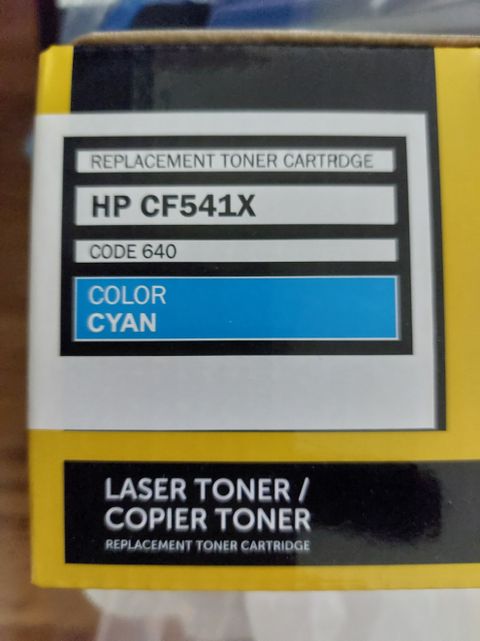 REPLACEMENT TONER CARTRDGE
HP CF541X
CODE 640
COLOR
CYAN
LASER TONER /
COPIER TONER
REPLACEMENT TONER CARTRIDGE